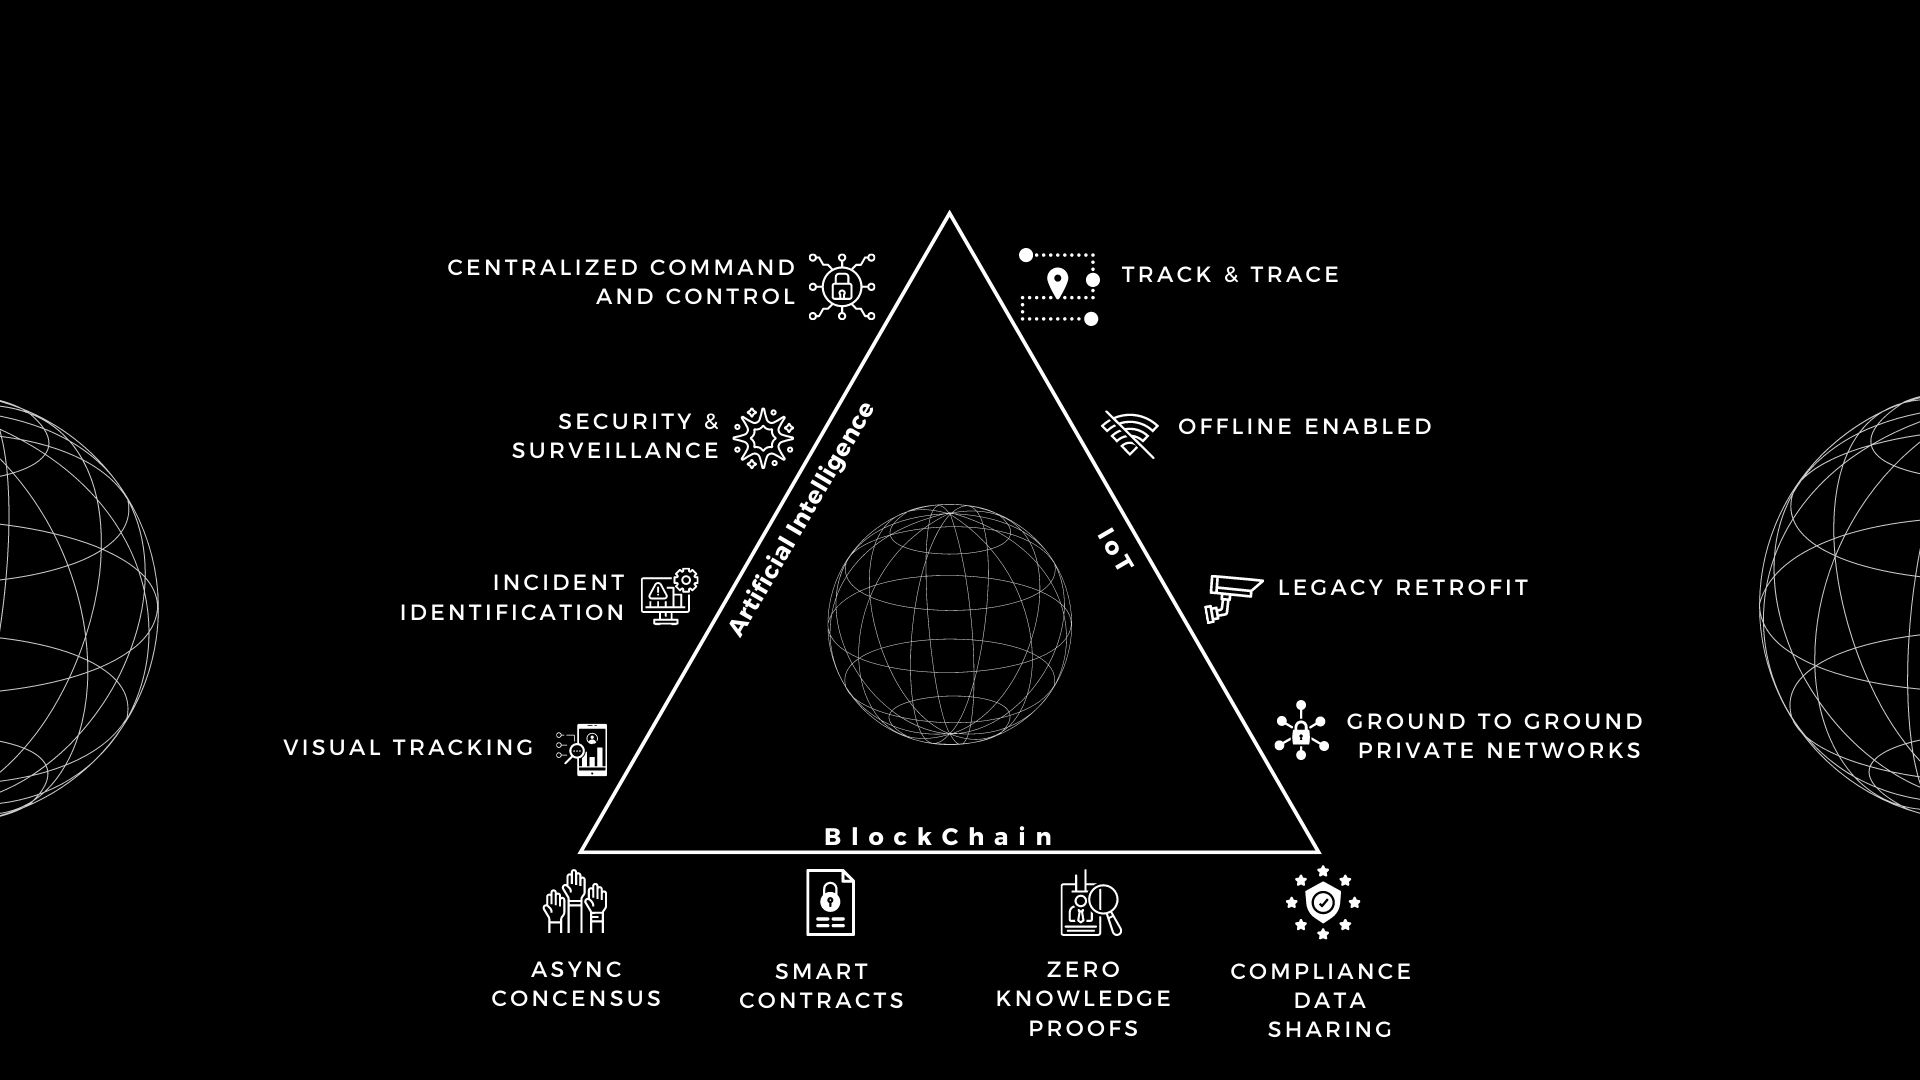 CENTRALIZED COMMAND
AND CONTROL
TRACK & TRACE
SECURITY &
SURVEILLANCE
OFFLINE ENABLED
Artificial Intelligence
IoT
INCIDENT
IDENTIFICATION
LEGACY RETROFIT
VISUAL TRACKING
GROUND TO GROUND
PRIVATE NETWORKS
BlockChain
ASYNC
CONCENSUS
SMART
CONTRACTS
ZERO
KNOWLEDGE
PROOFS
COMPLIANCE
DATA
SHARING